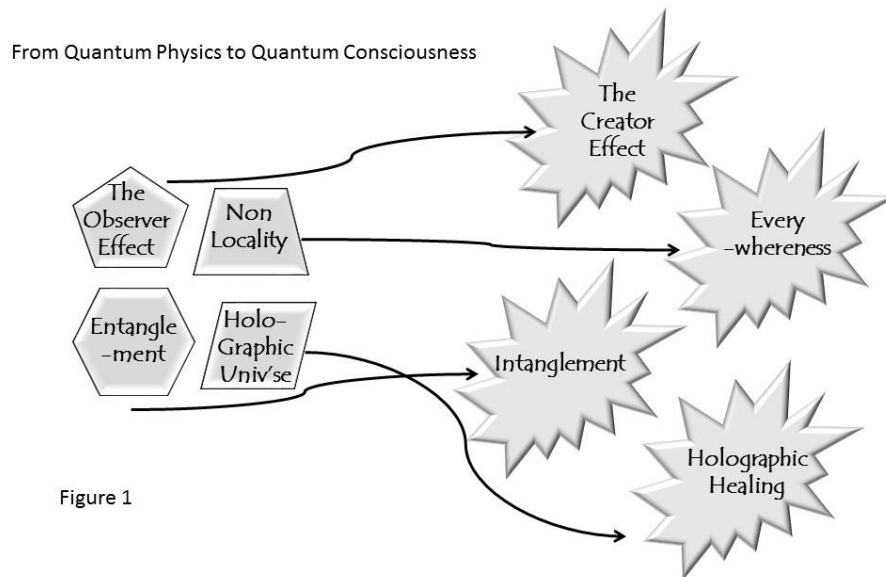 From Quantum Physics to Quantum Consciousness
The
Creator
Effect
The
Observer
Effect
Non
Locality
Every
-whereness
Entangle
-ment
Holo-
Graphic
Univ'se
Intanglement
Holographic
Healing
Figure 1